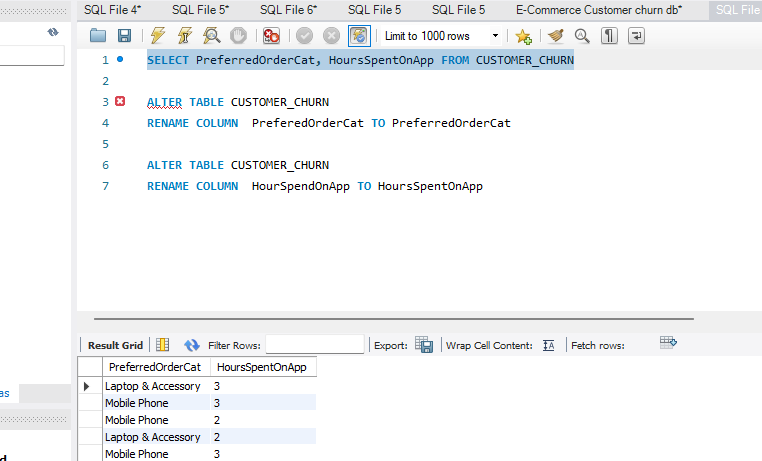 SQL File 4* SQL File 5* SQL File 6* SQL File 5 SQL File 5 E-Commerce Customer churn db* SQL File
Limit to 1000 rows
1 SELECT PreferredOrderCat, HoursSpentOnApp FROM CUSTOMER_CHURN
2
3 ALTER TABLE CUSTOMER_CHURN
4 RENAME COLUMN PreferedOrderCat TO PreferredOrderCat
5
6 ALTER TABLE CUSTOMER_CHURN
7 RENAME COLUMN HourSpendOnApp TO HoursSpentOnApp
Result Grid Filter Rows: Export: Wrap Cell Content: Fetch rows:
PreferredOrderCat HoursSpentOnApp
Laptop & Accessory 3
Mobile Phone 3
Mobile Phone 2
Laptop & Accessory 2
Mobile Phone 3